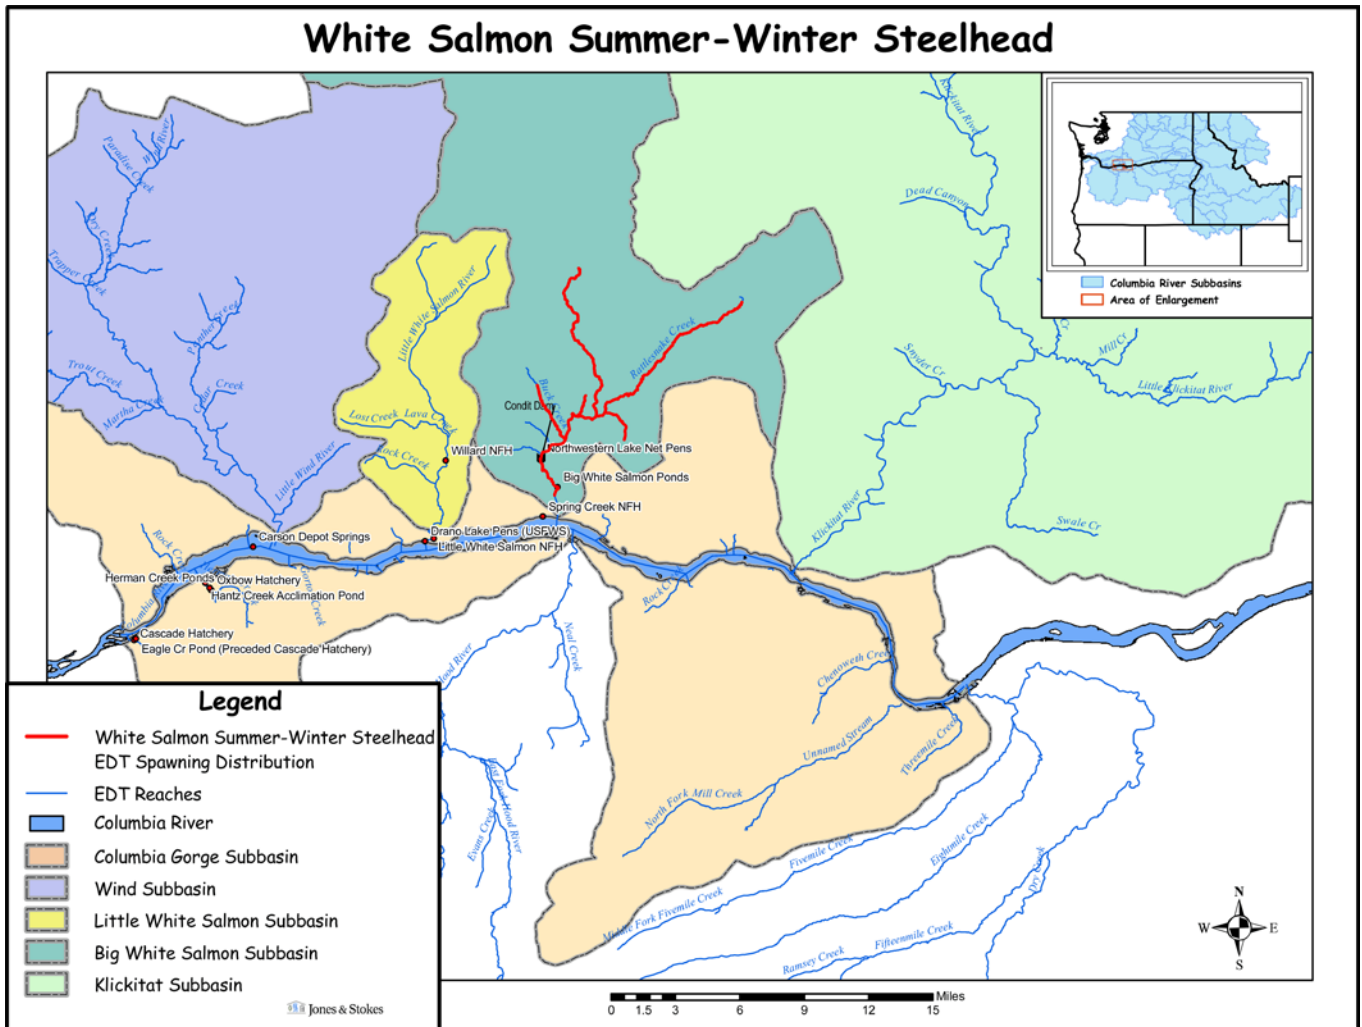 White Salmon Summer-Winter Steelhead
Klickitat River
Dead Canyon
Columbia River Subbasins
Area of Enlargement
Wind River
Paradise Creek
Dry Creek
Trapper Creek
Panther Creek
Trout Creek
Martha Creek
Cedar Creek
Little Wind River
Little White Salmon River
Lost Creek
Lava Creek
Rock Creek
Willard NFH
Buck Creek
Condit Dam
Rattlesnake Creek
Northwestern Lake Net Pens
Big White Salmon Ponds
Spring Creek NFH
Snyder Cr
Cr
Mill Cr
Little Klickitat River
Klickitat River
Swale Cr
Rock Creek
Carson Depot Springs
Drano Lake Pens (USFWS)
Little White Salmon NFH
Herman Creek Ponds
Oxbow Hatchery
Hantz Creek Acclimation Pond
Gorton Creek
Cascade Hatchery
Eagle Cr Pond (Preceded Cascade Hatchery)
Rock Creek
Hood River
Neal Creek
Chenoweth Creek
Unnamed Stream
Threemile Creek
North Fork Mill Creek
East Fork Hood River
Evans Creek
Fivemile Creek
Eightmile Creek
Middle Fork Fivemile Creek
Dry Creek
Ramsey Creek
Fifteenmile Creek
Legend
White Salmon Summer-Winter Steelhead
EDT Spawning Distribution
EDT Reaches
Columbia River
Columbia Gorge Subbasin
Wind Subbasin
Little White Salmon Subbasin
Big White Salmon Subbasin
Klickitat Subbasin
Jones & Stokes
N
W E
S
Miles
0 1.5 3 6 9 12 15